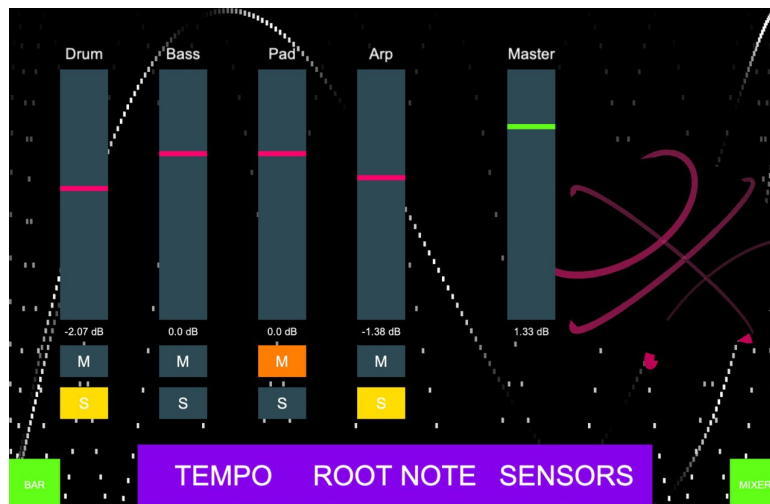 Drum Bass Pad Arp Master
-2.07 dB 0.0 dB 0.0 dB -1.38 dB 1.33 dB
M M M M
S S S S
BAR TEMPO ROOT NOTE SENSORS MIXER